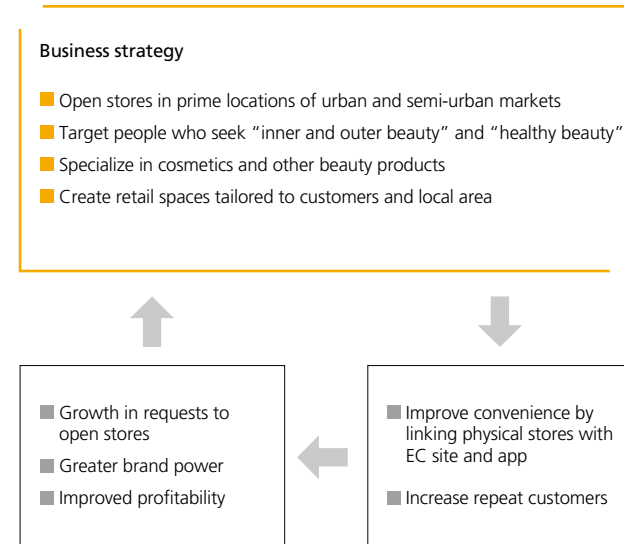 Business strategy
Open stores in prime locations of urban and semi-urban markets
Target people who seek “inner and outer beauty” and “healthy beauty”
Specialize in cosmetics and other beauty products
Create retail spaces tailored to customers and local area
Growth in requests to
open stores
Greater brand power
Improved profitability
Improve convenience by
linking physical stores with
EC site and app
Increase repeat customers